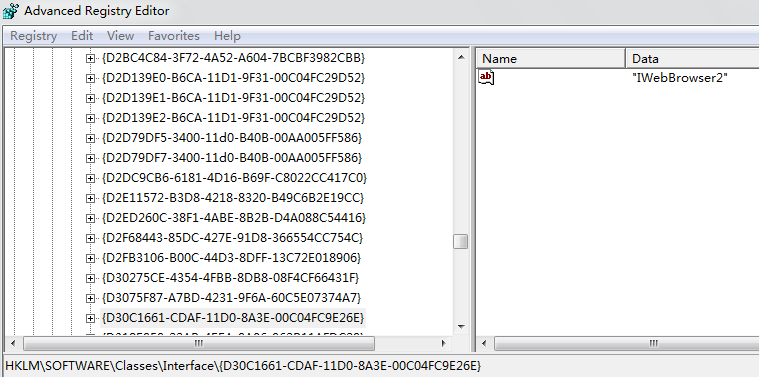 Advanced Registry Editor
Registry Edit View Favorities Help
{D2BC4C84-3F72-4A52-A604-7BCBF3982CBB}
{D2D139E0-B6CA-11D1-9F31-00C04FC29D52}
{D2D139E1-B6CA-11D1-9F31-00C04FC29D52}
{D2D139E2-B6CA-11D1-9F31-00C04FC29D52}
{D2D79DF5-3400-11d0-B40B-00AA005FF586}
{D2D79DF7-3400-11d0-B40B-00AA005FF586}
{D2DC9CB6-6181-4D16-B69F-C8022CC417C0}
{D2E11572-B3D8-4218-8320-B49C6B2E19CC}
{D2ED260C-38F1-4ABE-8B2B-D4A088C54416}
{D2F68443-85DC-427E-91D8-366554CC754C}
{D2FB3106-B00C-44D3-8DFF-13C72E018906}
{D30275CE-4354-4FBB-8DB8-08F4CF66431F}
{D3075F87-A7BD-4231-9F6A-60C5E07374A7}
{D30C1661-CDAF-11D0-8A3E-00C04FC9E26E}
Name Data
ab "IWebBrowser2"
HKLM\SOFTWARE\Classes\Interface\{D30C1661-CDAF-11D0-8A3E-00C04FC9E26E}